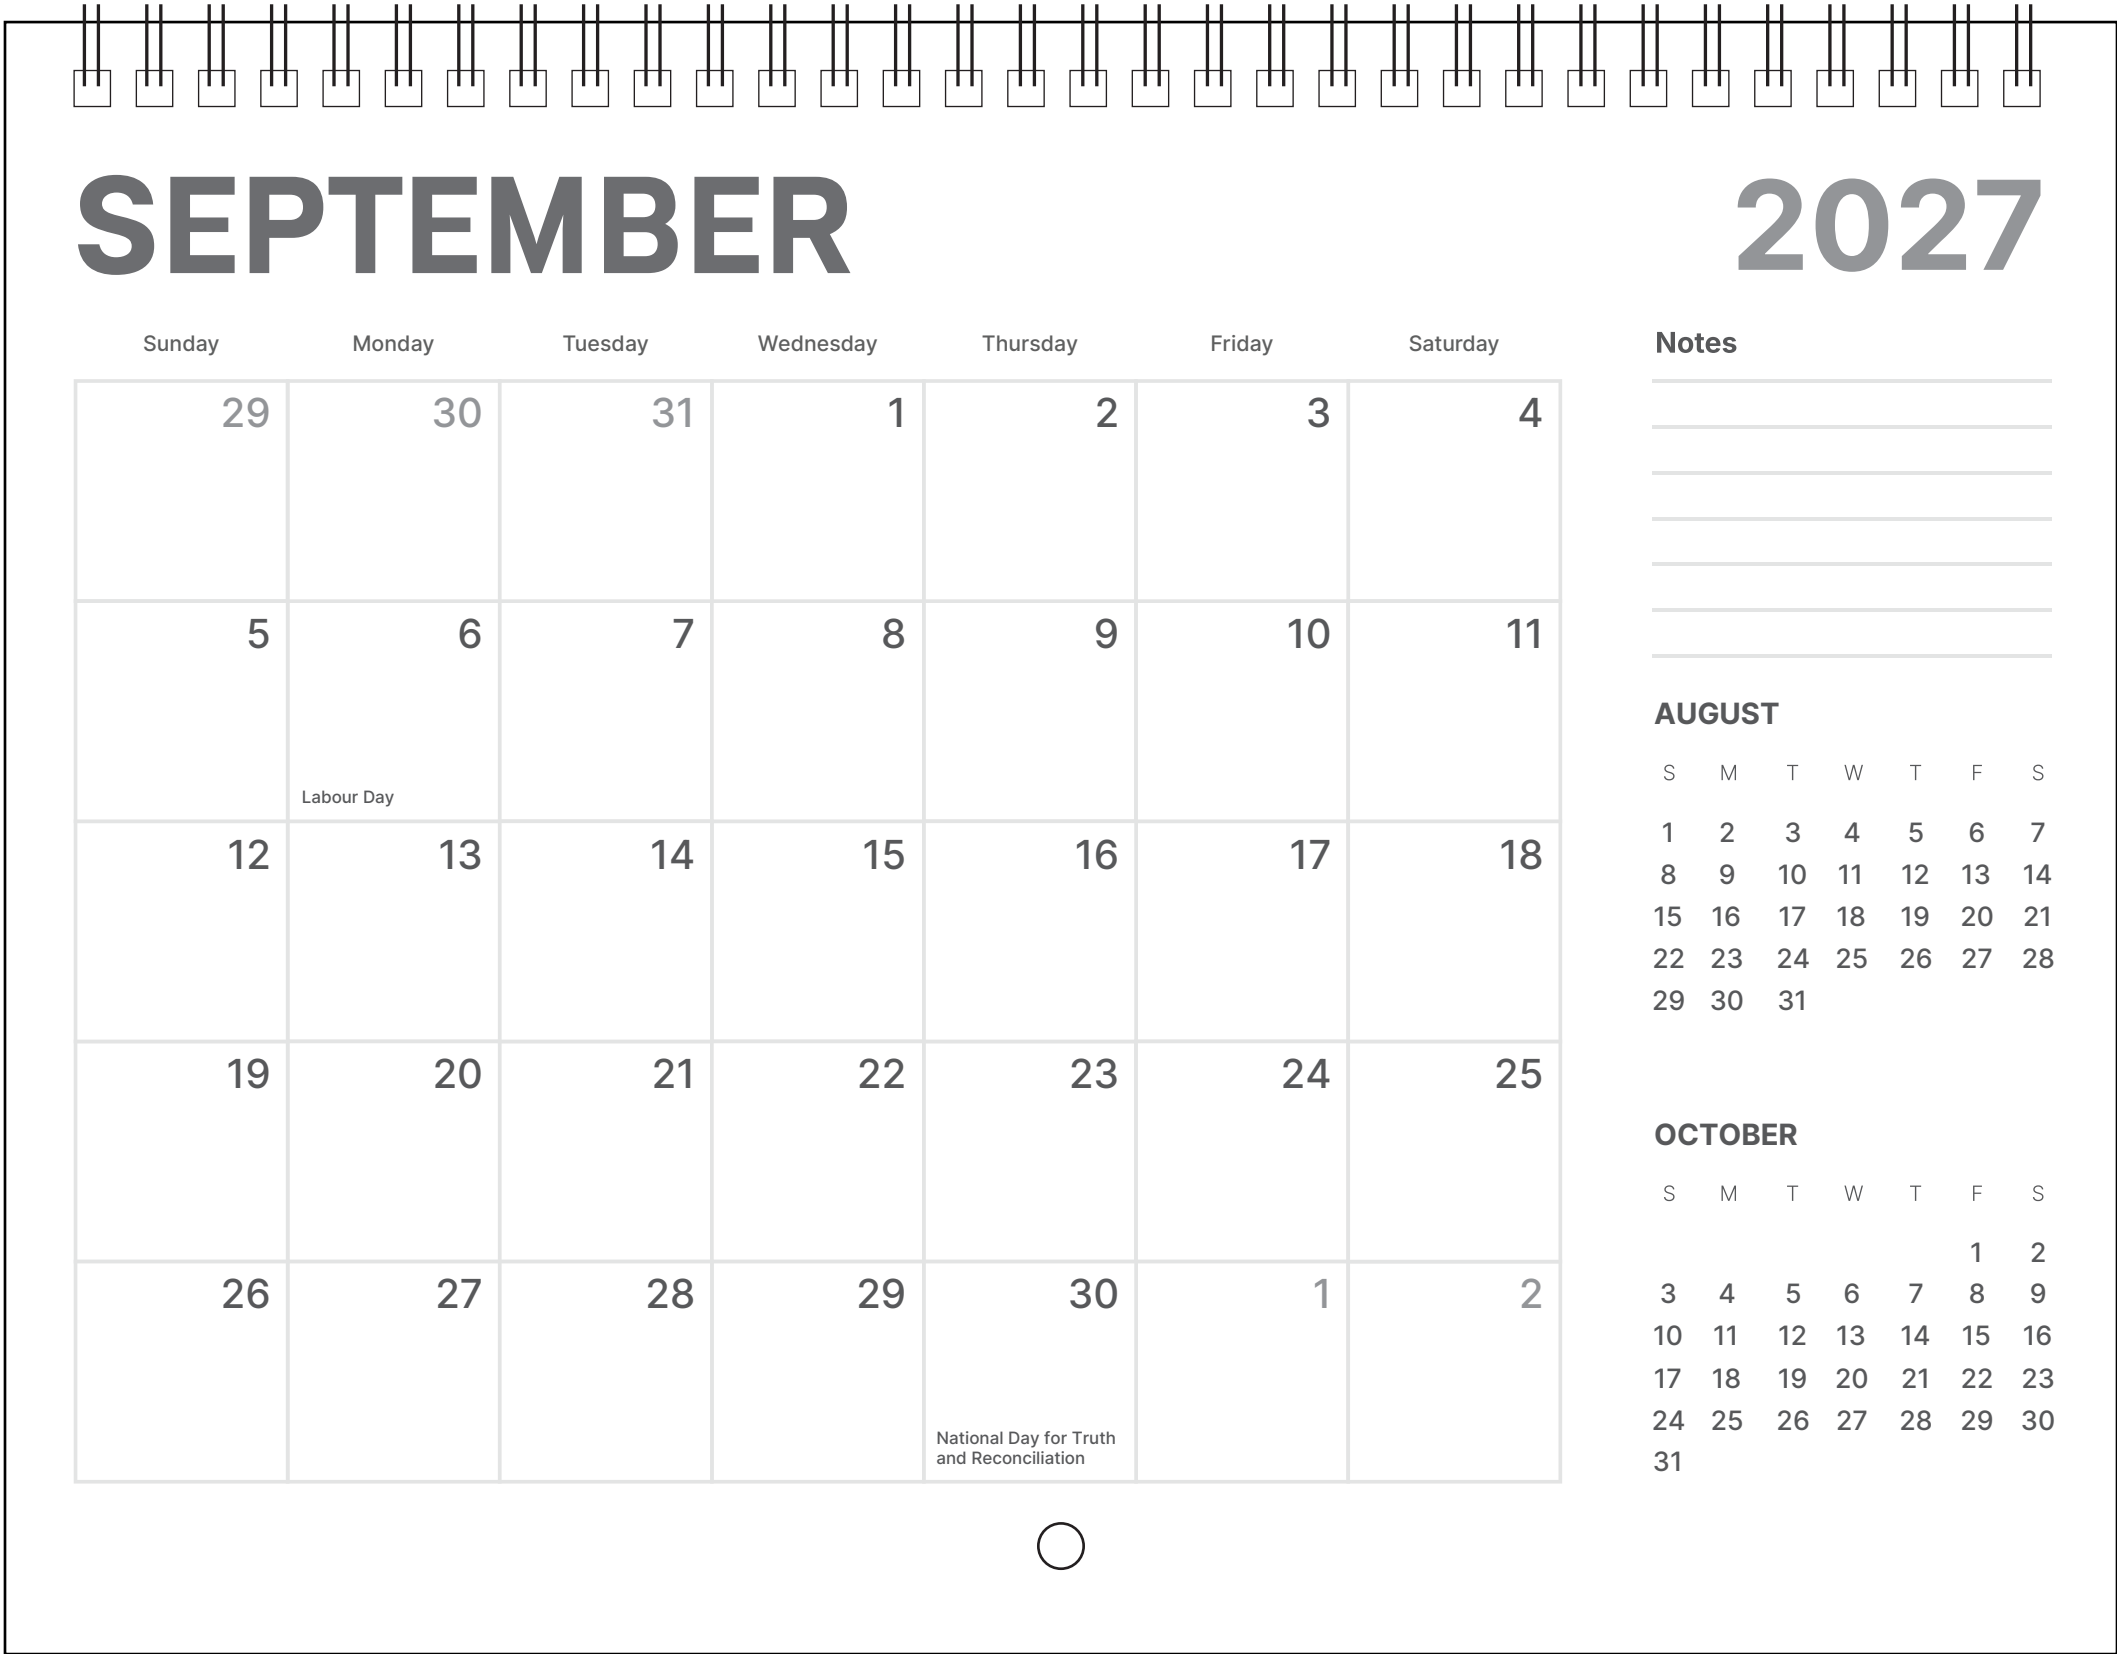 SEPTEMBER 2027
Sunday Monday Tuesday Wednesday Thursday Friday Saturday
29 30 31 1 2 3 4
5 6 7 8 9 10 11
Labour Day
12 13 14 15 16 17 18
19 20 21 22 23 24 25
26 27 28 29 30 1 2
National Day for Truth
and Reconciliation
Notes
AUGUST
S M T W T F S
1 2 3 4 5 6 7
8 9 10 11 12 13 14
15 16 17 18 19 20 21
22 23 24 25 26 27 28
29 30 31
OCTOBER
S M T W T F S
1 2
3 4 5 6 7 8 9
10 11 12 13 14 15 16
17 18 19 20 21 22 23
24 25 26 27 28 29 30
31